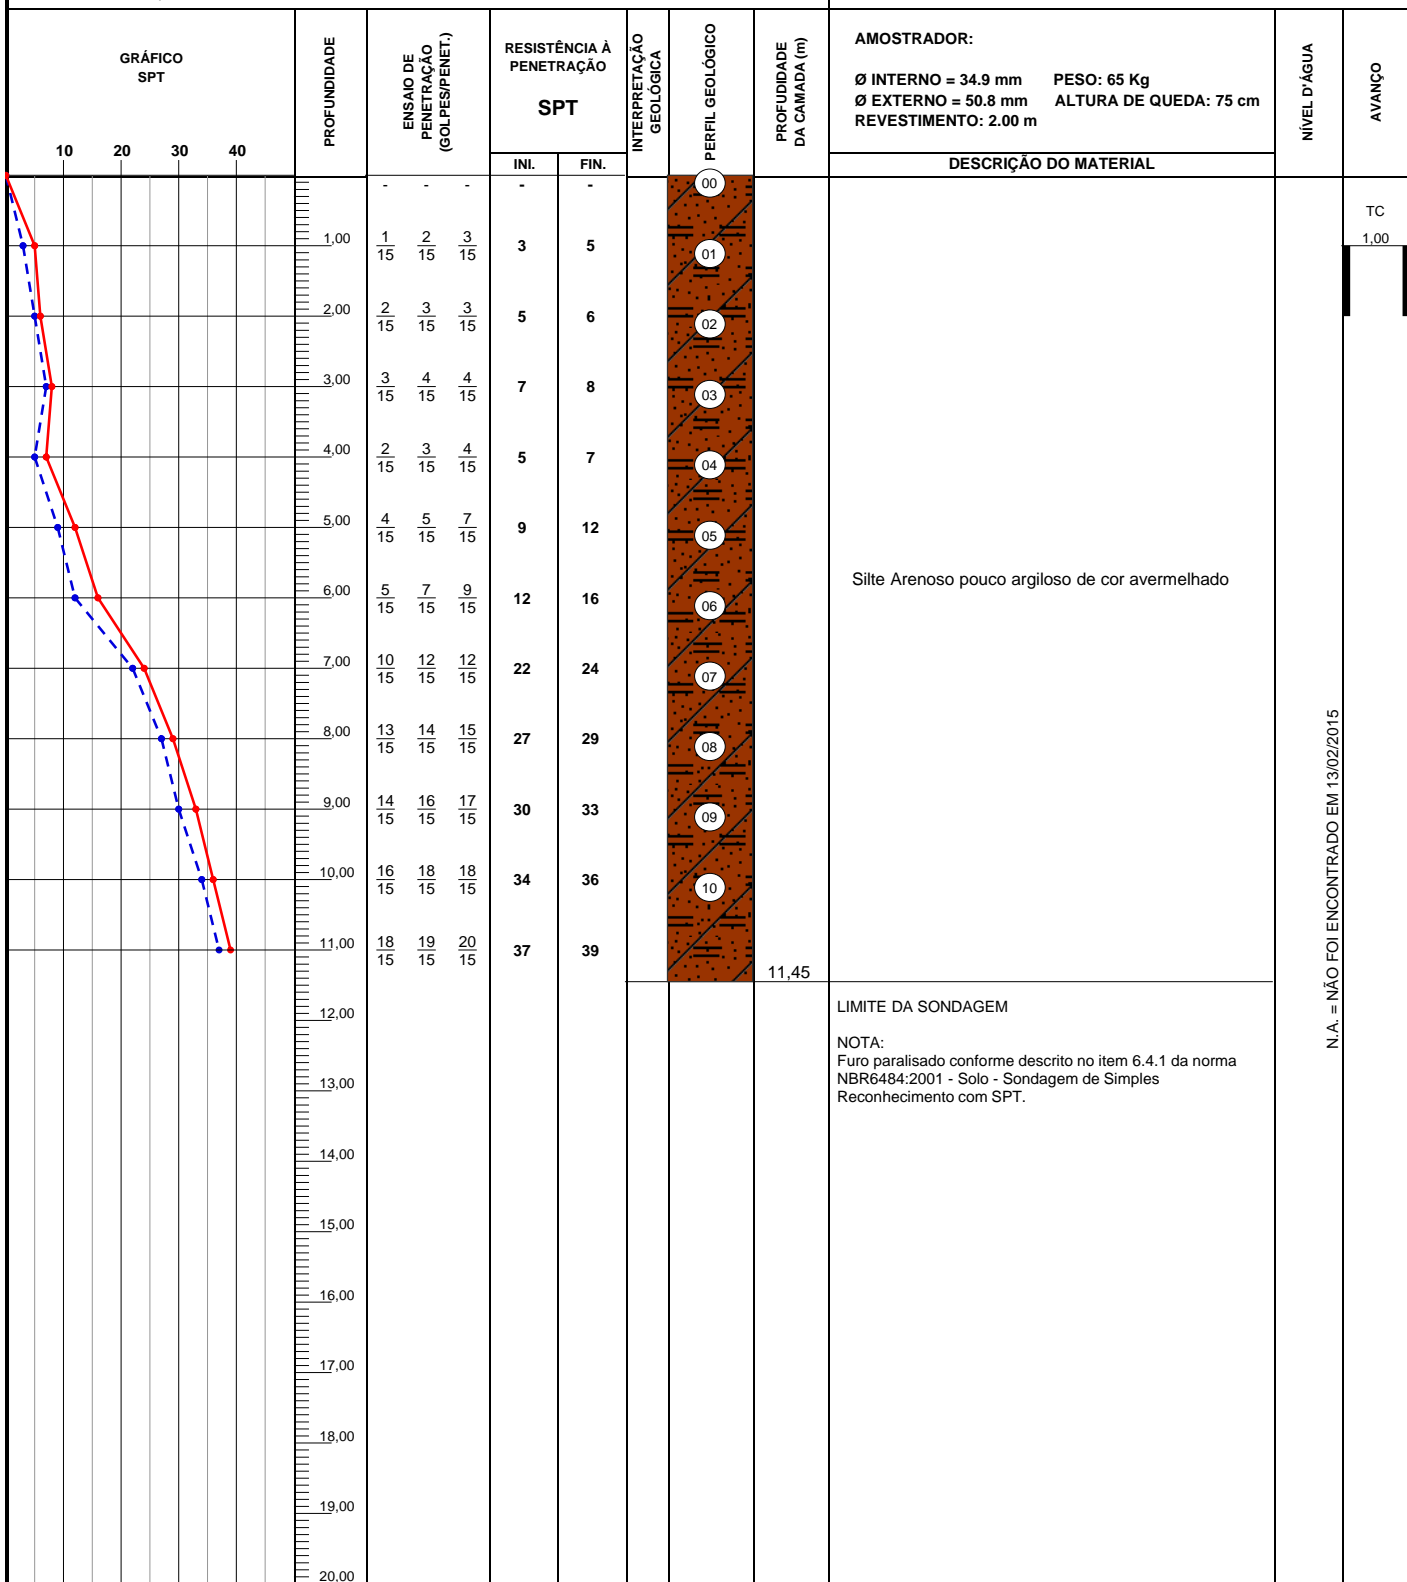 GRÁFICO
SPT
10 20 30 40
PROFUNDIDADE
ENSAIO DE
PENETRAÇÃO
(GOLPES/PENET.)
RESISTÊNCIA À
PENETRAÇÃO
SPT
INI. FIN.
INTERPRETAÇÃO
GEOLÓGICA
PERFIL GEOLÓGICO
PROFUDIDADE
DA CAMADA (m)
AMOSTRADOR:
Ø INTERNO = 34.9 mm PESO: 65 Kg
Ø EXTERNO = 50.8 mm ALTURA DE QUEDA: 75 cm
REVESTIMENTO: 2.00 m
DESCRIÇÃO DO MATERIAL
NÍVEL D'ÁGUA
AVANÇO
- - - - - 00
TC
1,00
1,00 1/15 2/15 3/15 3 5 01
2,00 2/15 3/15 3/15 5 6 02
3,00 3/15 4/15 4/15 7 8 03
4,00 2/15 3/15 4/15 5 7 04
5,00 4/15 5/15 7/15 9 12 05
Silte Arenoso pouco argiloso de cor avermelhado
6,00 5/15 7/15 9/15 12 16 06
7,00 10/15 12/15 12/15 22 24 07
8,00 13/15 14/15 15/15 27 29 08
9,00 14/15 16/15 17/15 30 33 09
10,00 16/15 18/15 18/15 34 36 10
11,00 18/15 19/15 20/15 37 39
11,45
N.A. = NÃO FOI ENCONTRADO EM 13/02/2015
LIMITE DA SONDAGEM
NOTA:
Furo paralisado conforme descrito no item 6.4.1 da norma
NBR6484:2001 - Solo - Sondagem de Simples
Reconhecimento com SPT.
12,00
13,00
14,00
15,00
16,00
17,00
18,00
19,00
20,00